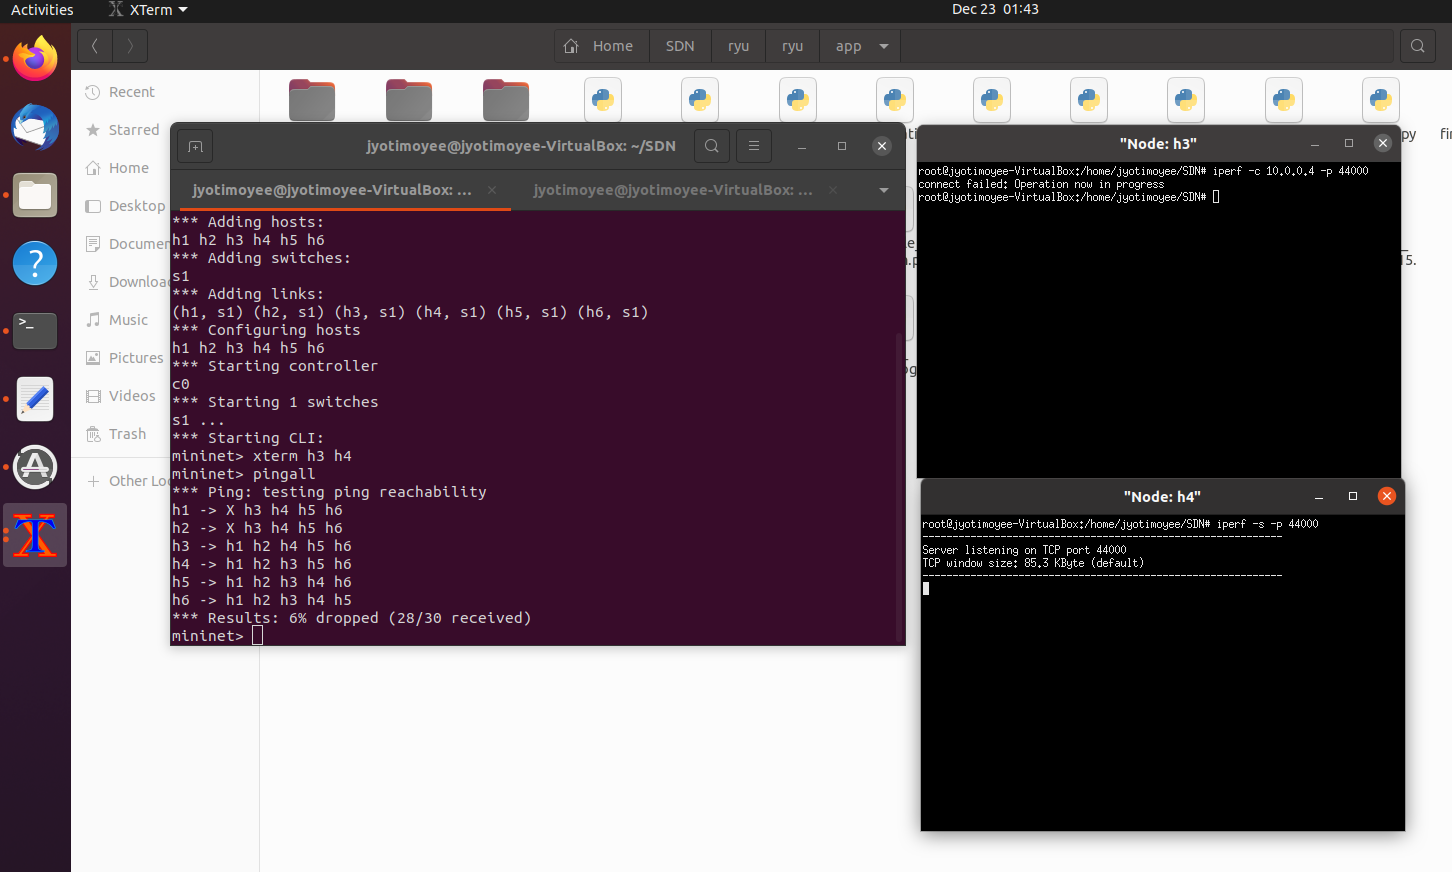 Activities
XTerm
Dec 23 01:43
Home
SDN
ryu
ryu
app
Recent
Starred
Home
Desktop
Documen
Downloa
Music
Pictures
Videos
Trash
+ Other Lo
jyotimoyee@jyotimoyee-VirtualBox: ~/SDN
jyotimoyee@jyotimoyee-VirtualBox: ...
jyotimoyee@jyotimoyee-VirtualBox: ...
*** Adding hosts:
h1 h2 h3 h4 h5 h6
*** Adding switches:
s1
*** Adding links:
(h1, s1) (h2, s1) (h3, s1) (h4, s1) (h5, s1) (h6, s1)
*** Configuring hosts
h1 h2 h3 h4 h5 h6
*** Starting controller
c0
*** Starting 1 switches
s1 ...
*** Starting CLI:
mininet> xterm h3 h4
mininet> pingall
*** Ping: testing ping reachability
h1 -> X h3 h4 h5 h6
h2 -> X h3 h4 h5 h6
h3 -> h1 h2 h4 h5 h6
h4 -> h1 h2 h3 h5 h6
h5 -> h1 h2 h3 h4 h6
h6 -> h1 h2 h3 h4 h5
*** Results: 6% dropped (28/30 received)
mininet>
"Node: h3"
root@jyotimoyee-VirtualBox:/home/jyotimoyee/SDN# iperf -c 10.0.0.4 -p 44000
connect failed: Operation now in progress
root@jyotimoyee-VirtualBox:/home/jyotimoyee/SDN#
py
fir
15.
"Node: h4"
root@jyotimoyee-VirtualBox:/home/jyotimoyee/SDN# iperf -s -p 44000
------------------------------------------------------------
Server listening on TCP port 44000
TCP window size: 85.3 KByte (default)
------------------------------------------------------------